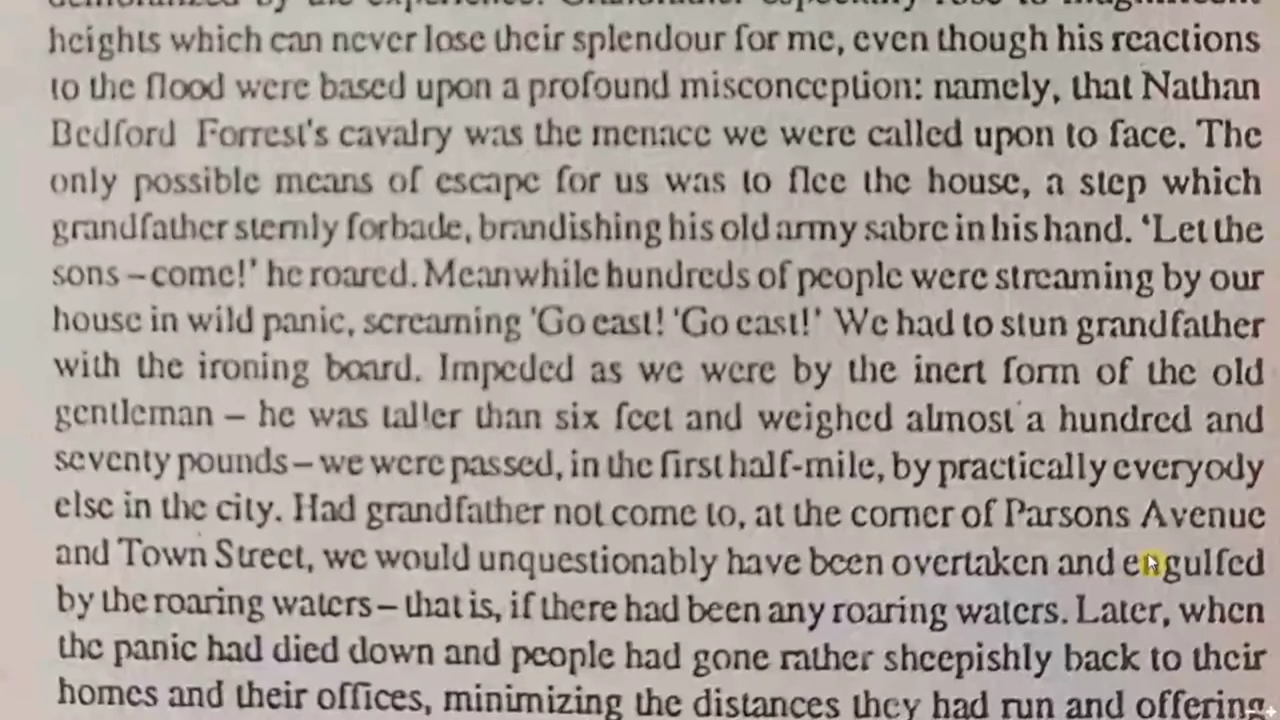 demoralized by the experience. Grandfather especially rose to magnificent
heights which can never lose their splendour for me, even though his reactions
to the flood were based upon a profound misconception: namely, that Nathan
Bedford Forrest's cavalry was the menace we were called upon to face. The
only possible means of escape for us was to flee the house, a step which
grandfather sternly forbade, brandishing his old army sabre in his hand. ‘Let the
sons – come!’ he roared. Meanwhile hundreds of people were streaming by our
house in wild panic, screaming 'Go east! 'Go east!’ We had to stun grandfather
with the ironing board. Impeded as we were by the inert form of the old
gentleman – he was taller than six feet and weighed almost a hundred and
seventy pounds – we were passed, in the first half-mile, by practically everyody
else in the city. Had grandfather not come to, at the corner of Parsons Avenue
and Town Street, we would unquestionably have been overtaken and engulfed
by the roaring waters – that is, if there had been any roaring waters. Later, when
the panic had died down and people had gone rather sheepishly back to their
homes and their offices, minimizing the distances they had run and offering